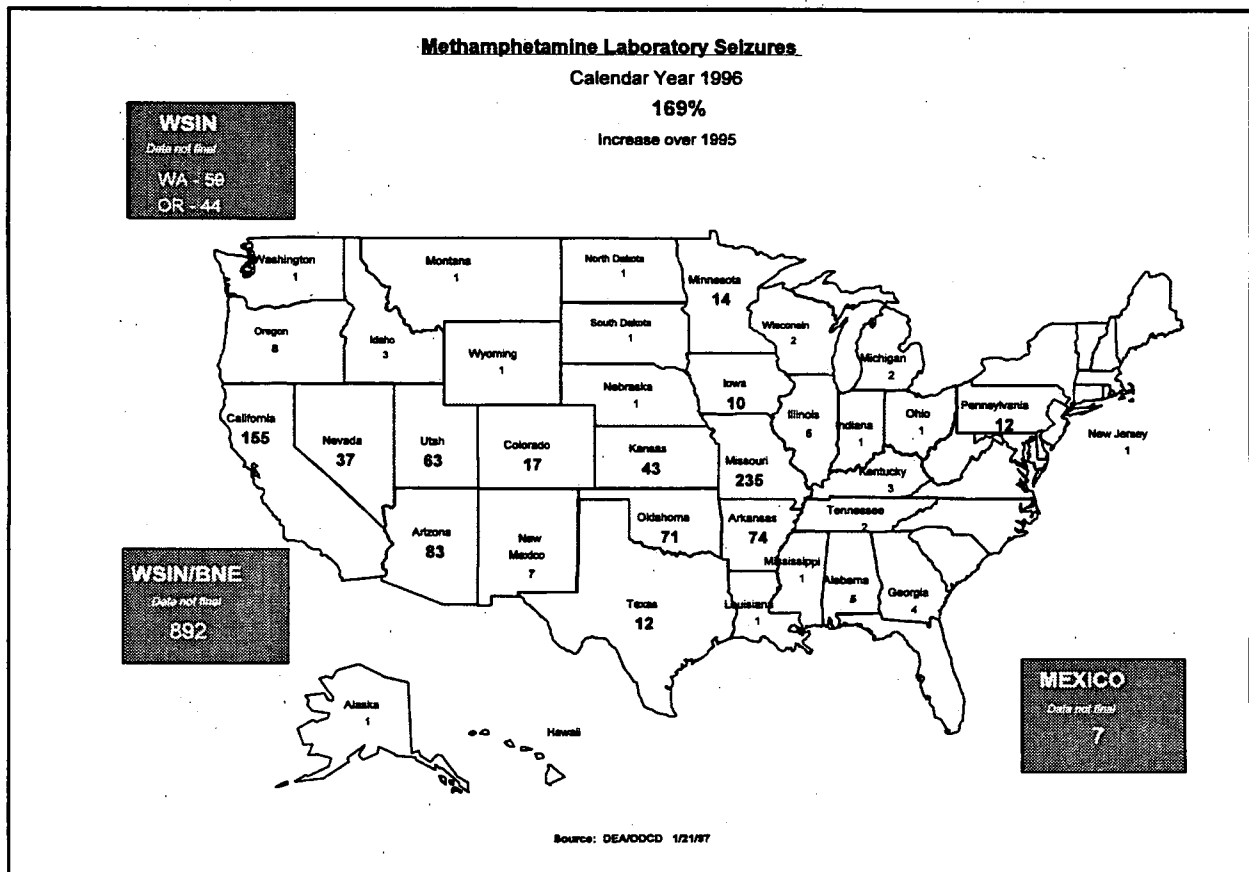 Methamphetamine Laboratory Seizures
Calendar Year 1996
169%
Increase over 1995
WSIN
Data not final
WA - 59
OR - 44
Washington
1
Montana
1
North Dakota
1
Minnesota
14
Oregon
8
Idaho
3
Wyoming
1
South Dakota
1
Wisconsin
2
Michigan
2
Nebraska
1
Iowa
10
Illinois
Indiana
1
Ohio
1
Pennsylvania
12
New Jersey
1
California
155
Nevada
37
Utah
63
Colorado
17
Kansas
43
Missouri
235
Kentucky
3
Arizona
83
New
Mexico
7
Oklahoma
71
Arkansas
74
Tennessee
2
Mississippi
1
Alabama
5
Georgia
4
Texas
12
Louisiana
1
WSIN/BNE
Data not final
892
Alaska
1
Hawaii
MEXICO
Data not final
7
Source: DEA/ODCD 1/21/97